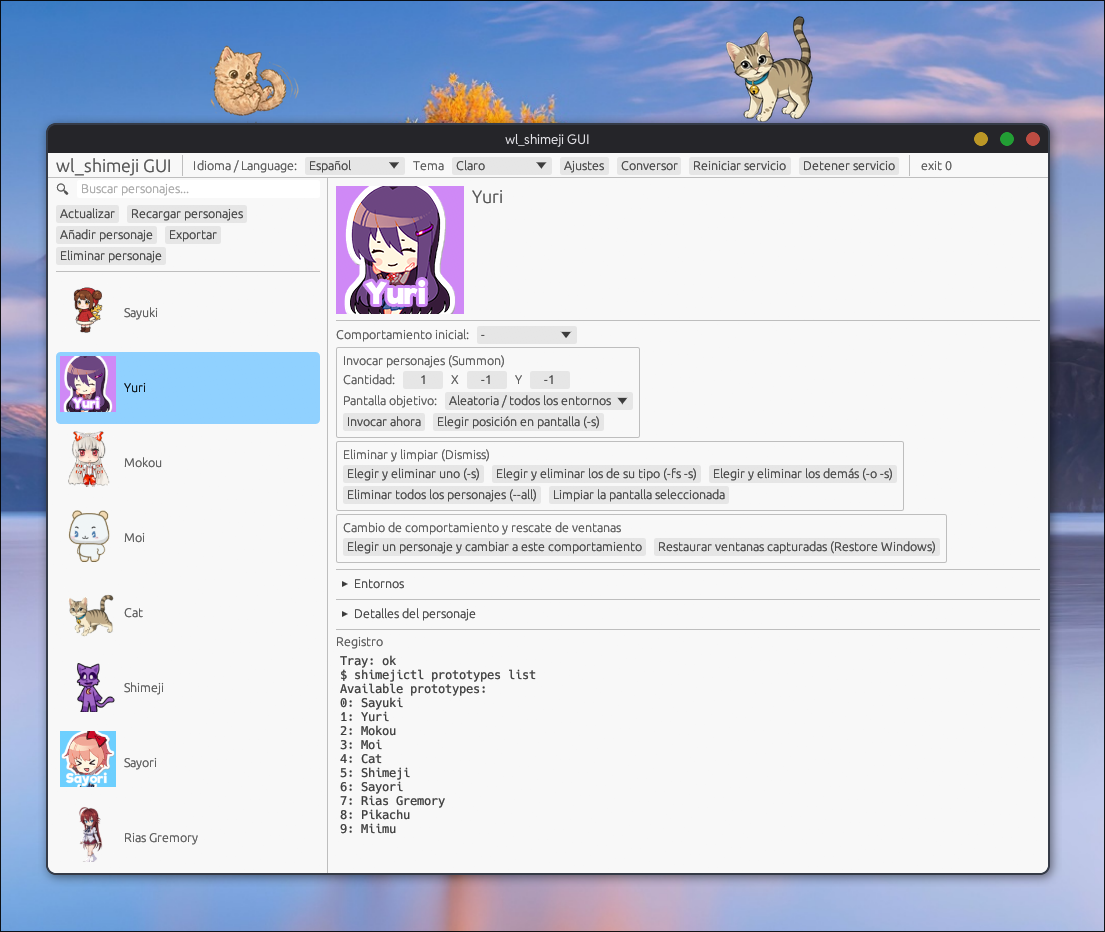 wl_shimeji GUI
wl_shimeji GUI Idioma / Language: Español Tema Claro Ajustes Conversor Reiniciar servicio Detener servicio exit 0
Buscar personajes...
Actualizar Recargar personajes
Añadir personaje Exportar
Eliminar personaje
Sayuki
Yuri
Yuri
Mokou
Moi
Cat
Shimeji
Sayori
Sayori
Rias Gremory
Yuri
Yuri
Comportamiento inicial: -
Invocar personajes (Summon)
Cantidad: 1 X -1 Y -1
Pantalla objetivo: Aleatoria / todos los entornos
Invocar ahora Elegir posición en pantalla (-s)
Eliminar y limpiar (Dismiss)
Elegir y eliminar uno (-s) Elegir y eliminar los de su tipo (-fs -s) Elegir y eliminar los demás (-o -s)
Eliminar todos los personajes (--all) Limpiar la pantalla seleccionada
Cambio de comportamiento y rescate de ventanas
Elegir un personaje y cambiar a este comportamiento Restaurar ventanas capturadas (Restore Windows)
Entornos
Detalles del personaje
Registro
Tray: ok
$ shimejictl prototypes list
Available prototypes:
0: Sayuki
1: Yuri
2: Mokou
3: Moi
4: Cat
5: Shimeji
6: Sayori
7: Rias Gremory
8: Pikachu
9: Miimu